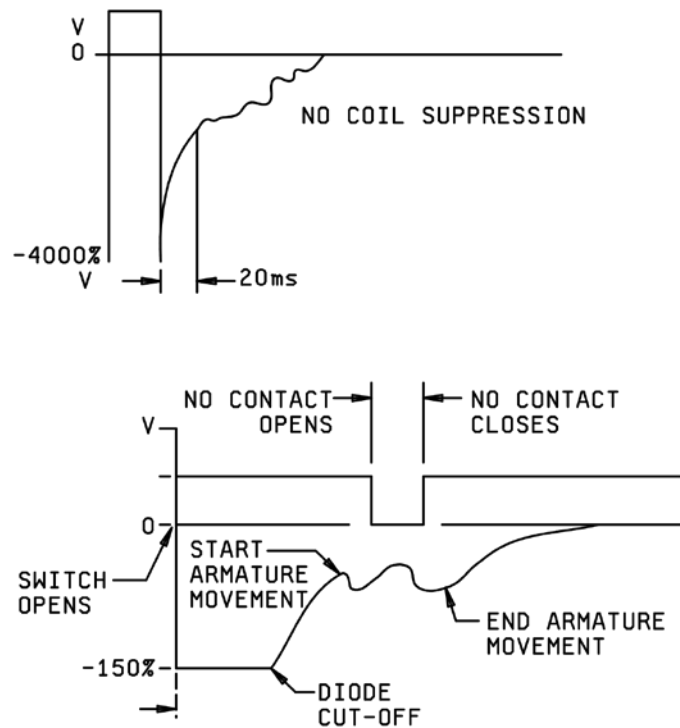 V
0
NO COIL SUPPRESSION
-4000%
V
20ms
NO CONTACT
OPENS
NO CONTACT
CLOSES
V
0
START
ARMATURE
MOVEMENT
SWITCH
OPENS
END ARMATURE
MOVEMENT
-150%
DIODE
CUT-OFF